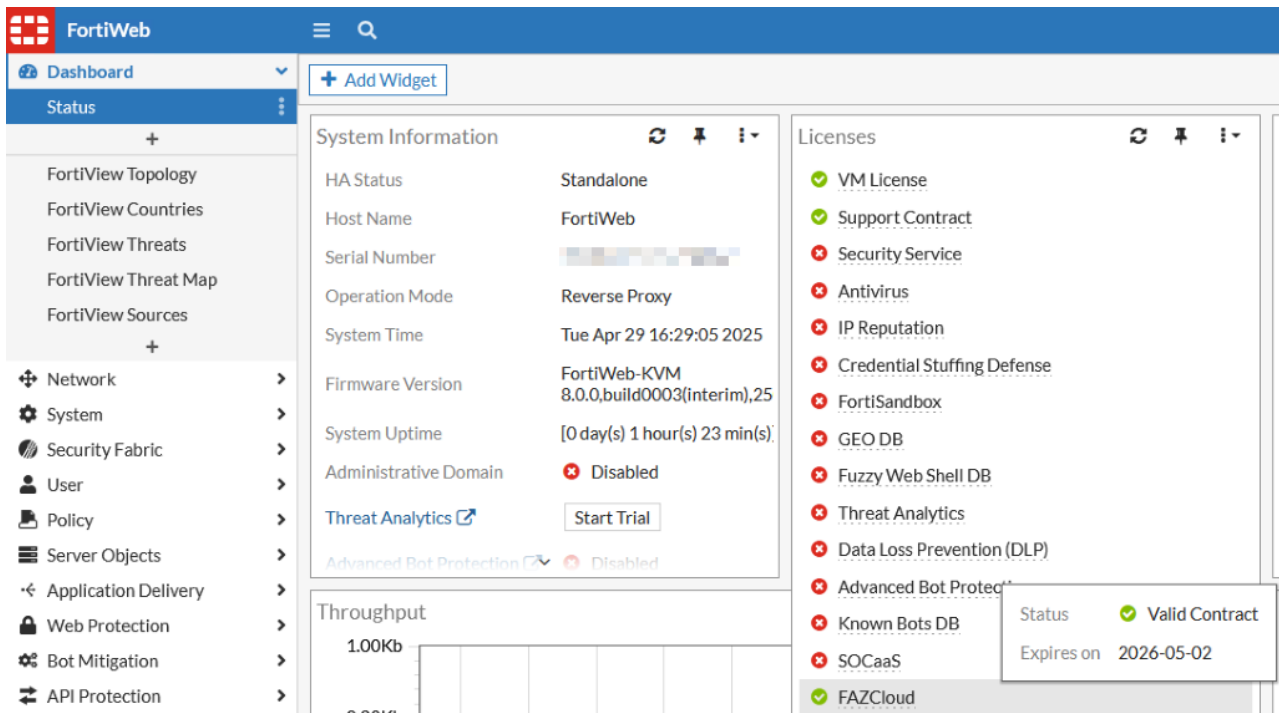 FortiWeb
Dashboard
Status
+
FortiView Topology
FortiView Countries
FortiView Threats
FortiView Threat Map
FortiView Sources
+
Network
System
Security Fabric
User
Policy
Server Objects
Application Delivery
Web Protection
Bot Mitigation
API Protection
+ Add Widget
System Information
HA Status Standalone
Host Name FortiWeb
Serial Number
Operation Mode Reverse Proxy
System Time Tue Apr 29 16:29:05 2025
Firmware Version FortiWeb-KVM
8.0.0,build0003(interim),25
System Uptime [0 day(s) 1 hour(s) 23 min(s)]
Administrative Domain Disabled
Threat Analytics Start Trial
Advanced Bot Protection Disabled
Throughput
1.00Kb
Licenses
VM License
Support Contract
Security Service
Antivirus
IP Reputation
Credential Stuffing Defense
FortiSandbox
GEO DB
Fuzzy Web Shell DB
Threat Analytics
Data Loss Prevention (DLP)
Advanced Bot
Known Bots DB
SOCaaS
FAZCloud
Status Valid Contract
Expires on 2026-05-02